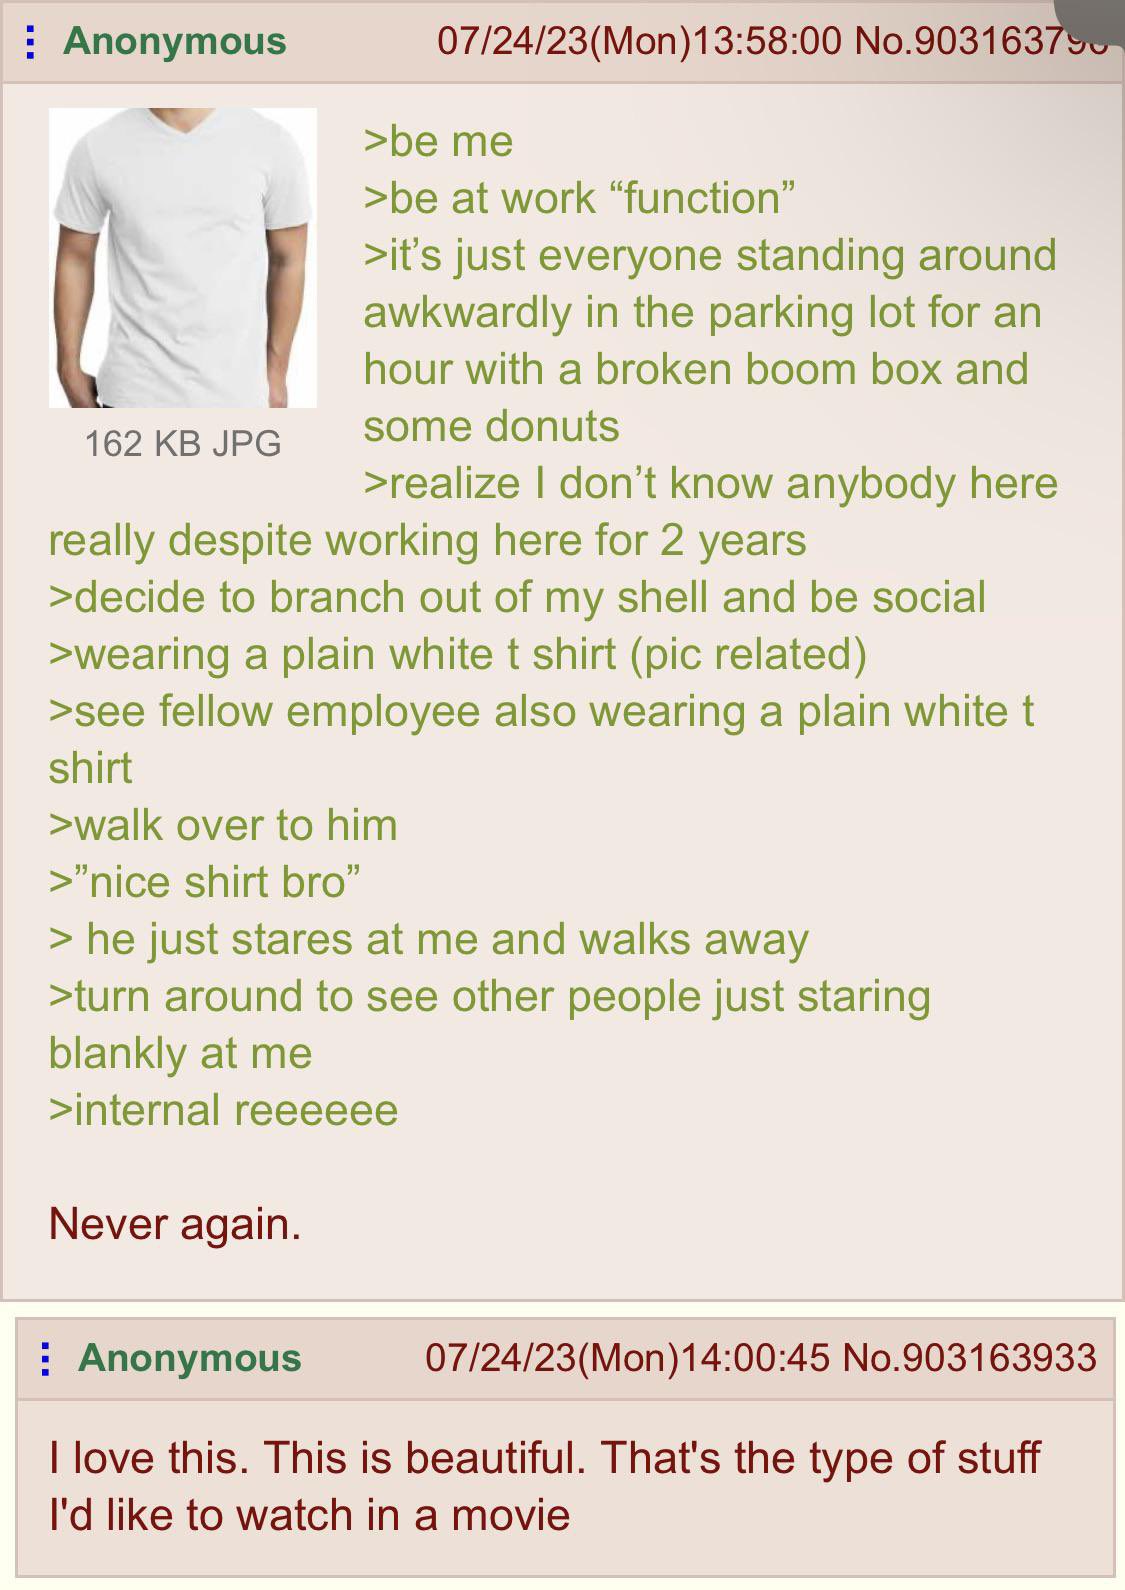 Anonymous 07/24/23(Mon)13:58:00 No.903163796
>be me
>be at work “function”
>it’s just everyone standing around
awkwardly in the parking lot for an
hour with a broken boom box and
some donuts
162 KB JPG
>realize I don’t know anybody here
really despite working here for 2 years
>decide to branch out of my shell and be social
>wearing a plain white t shirt (pic related)
>see fellow employee also wearing a plain white t
shirt
>walk over to him
>”nice shirt bro”
> he just stares at me and walks away
>turn around to see other people just staring
blankly at me
>internal reeeeee
Never again.
Anonymous 07/24/23(Mon)14:00:45 No.903163933
I love this. This is beautiful. That's the type of stuff
I'd like to watch in a movie